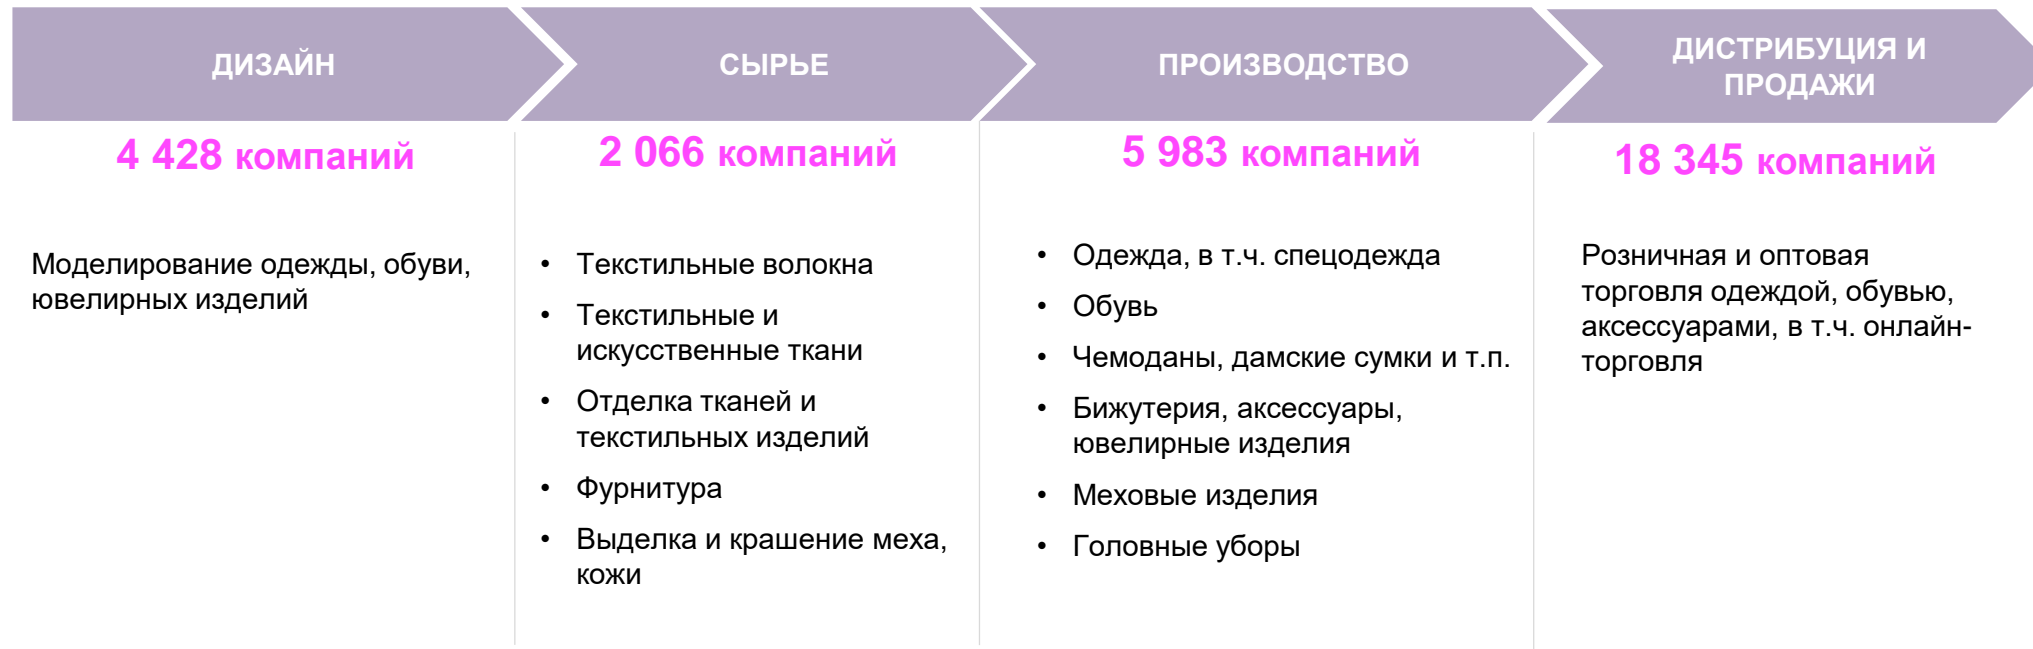 ДИЗАЙН
4 428 компаний
Моделирование одежды, обуви,
ювелирных изделий
СЫРЬЕ
2 066 компаний
• Текстильные волокна
• Текстильные и
искусственные ткани
• Отделка тканей и
текстильных изделий
• Фурнитура
• Выделка и крашение меха,
кожи
ПРОИЗВОДСТВО
5 983 компаний
• Одежда, в т.ч. спецодежда
• Обувь
• Чемоданы, дамские сумки и т.п.
• Бижутерия, аксессуары,
ювелирные изделия
• Меховые изделия
• Головные уборы
ДИСТРИБУЦИЯ И
ПРОДАЖИ
18 345 компаний
Розничная и оптовая
торговля одеждой, обувью,
аксессуарами, в т.ч. онлайн-
торговля